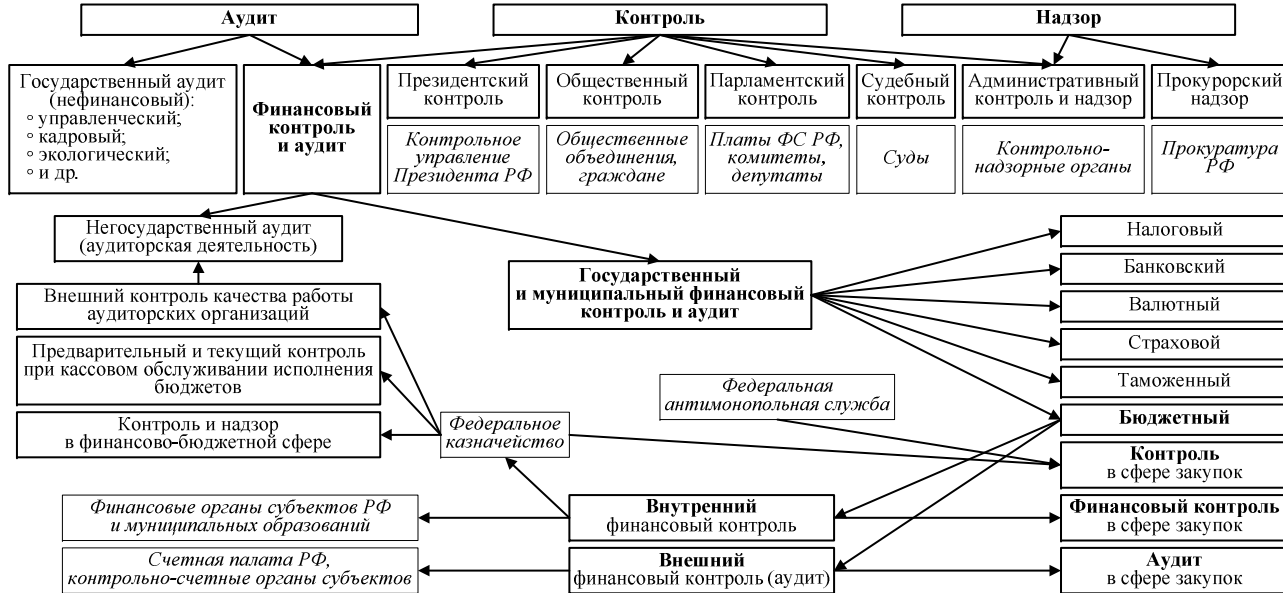 Аудит
Контроль
Надзор
Государственный аудит
(нефинансовый):
◦ управленческий;
◦ кадровый;
◦ экологический;
◦ и др.
Финансовый
контроль
и аудит
Президентский
контроль
Контрольное
управление
Президента РФ
Общественный
контроль
Общественные
объединения,
граждане
Парламентский
контроль
Платы ФС РФ,
комитеты,
депутаты
Судебный
контроль
Суды
Административный
контроль и надзор
Контрольно-
надзорные органы
Прокурорский
надзор
Прокуратура
РФ
Негосударственный аудит
(аудиторская деятельность)
Внешний контроль качества работы
аудиторских организаций
Предварительный и текущий контроль
при кассовом обслуживании исполнения
бюджетов
Контроль и надзор
в финансово-бюджетной сфере
Государственный
и муниципальный финансовый
контроль и аудит
Налоговый
Банковский
Валютный
Страховой
Таможенный
Бюджетный
Федеральная
антимонопольная служба
Федеральное
казначейство
Контроль
в сфере закупок
Финансовые органы субъектов РФ
и муниципальных образований
Внутренний
финансовый контроль
Финансовый контроль
в сфере закупок
Счетная палата РФ,
контрольно-счетные органы субъектов
Внешний
финансовый контроль (аудит)
Аудит
в сфере закупок